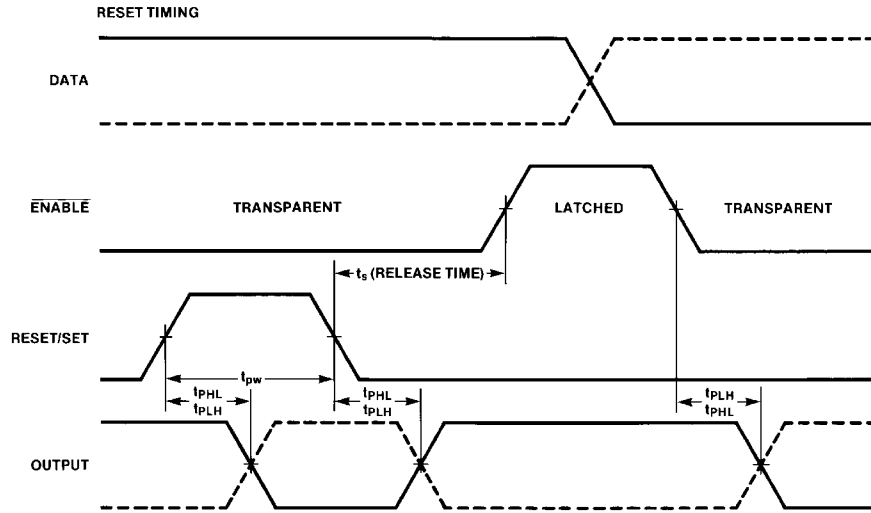 RESET TIMING
DATA
ENABLE
TRANSPARENT
LATCHED
TRANSPARENT
ts (RELEASE TIME)
RESET/SET
tpw
tPHL
tPLH
tPHL
tPLH
tPLH
tPHL
OUTPUT